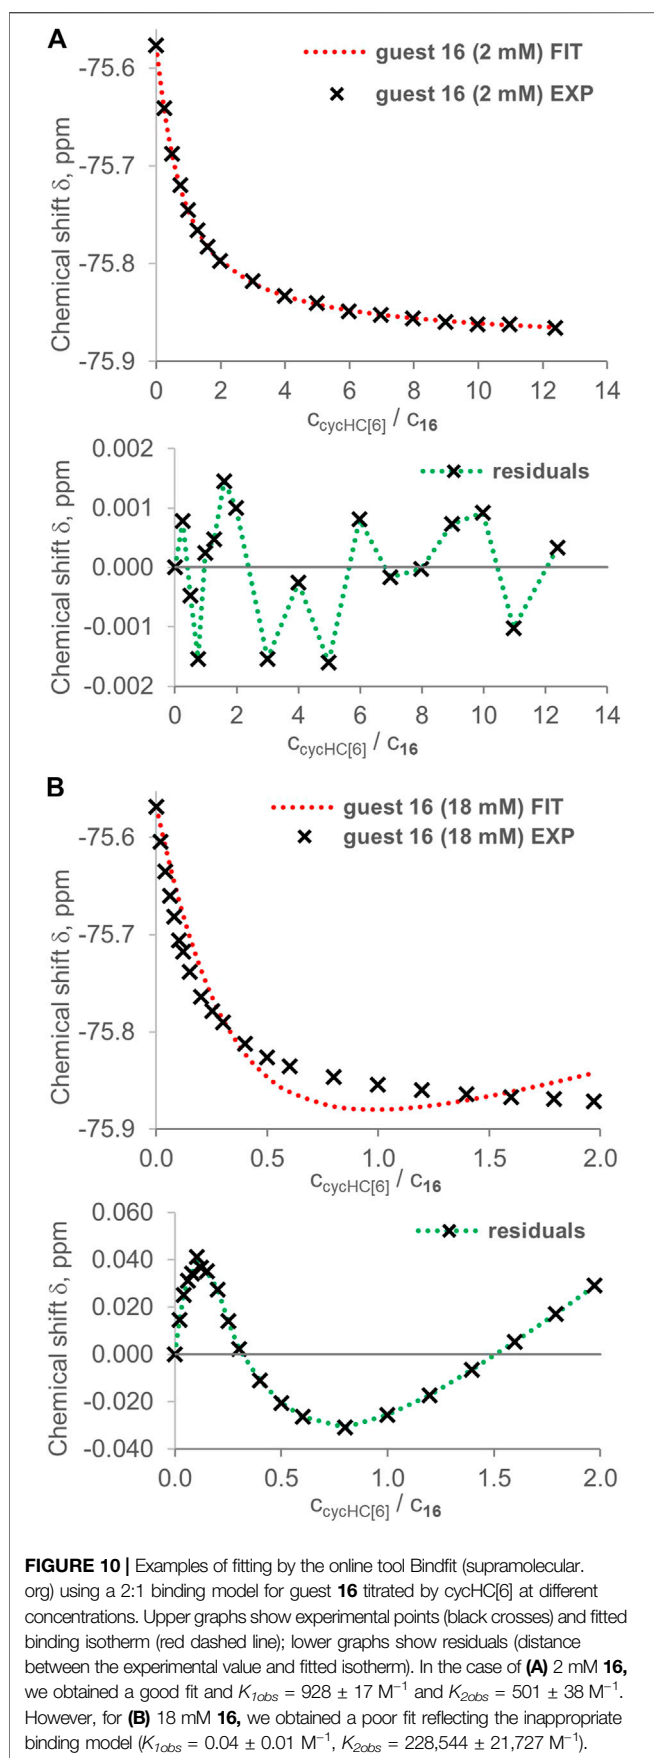 A
guest 16 (2 mM) FIT
guest 16 (2 mM) EXP
Chemical shift δ, ppm
-75.6
-75.7
-75.8
-75.9
0 2 4 6 8 10 12 14
c_cycHC[6] / c_16
residuals
Chemical shift δ, ppm
0.002
0.001
0.000
-0.001
-0.002
0 2 4 6 8 10 12 14
c_cycHC[6] / c_16
B
guest 16 (18 mM) FIT
guest 16 (18 mM) EXP
Chemical shift δ, ppm
-75.6
-75.7
-75.8
-75.9
0.0 0.5 1.0 1.5 2.0
c_cycHC[6] / c_16
residuals
Chemical shift δ, ppm
0.060
0.040
0.020
0.000
-0.020
-0.040
0.0 0.5 1.0 1.5 2.0
c_cycHC[6] / c_16
FIGURE 10 | Examples of fitting by the online tool Bindfit (supramolecular.
org) using a 2:1 binding model for guest 16 titrated by cycHC[6] at different
concentrations. Upper graphs show experimental points (black crosses) and fitted
binding isotherm (red dashed line); lower graphs show residuals (distance
between the experimental value and fitted isotherm). In the case of (A) 2 mM 16,
we obtained a good fit and K1obs = 928 ± 17 M⁻¹ and K2obs = 501 ± 38 M⁻¹.
However, for (B) 18 mM 16, we obtained a poor fit reflecting the inappropriate
binding model (K1obs = 0.04 ± 0.01 M⁻¹, K2obs = 228,544 ± 21,727 M⁻¹).